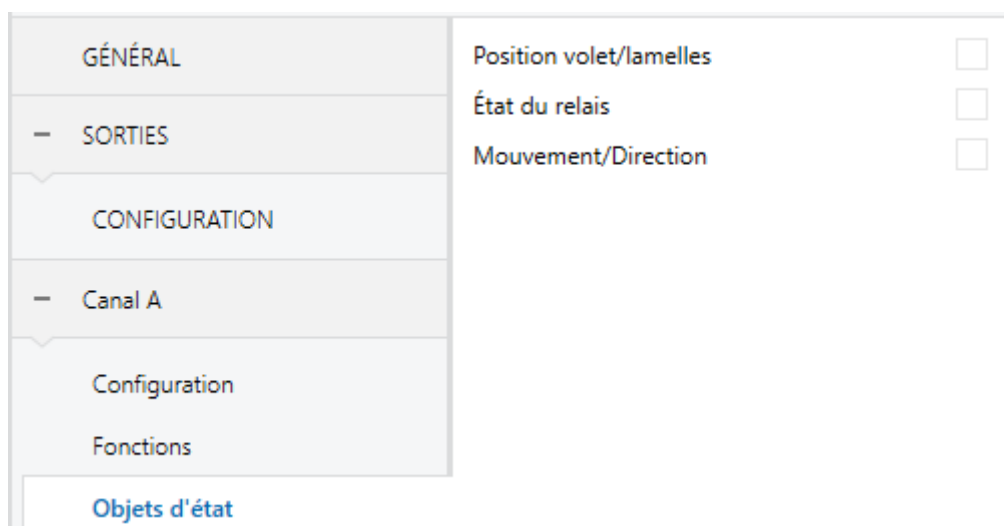 GÉNÉRAL
SORTIES
CONFIGURATION
Canal A
Configuration
Fonctions
Objets d'état
Position volet/lamelles
État du relais
Mouvement/Direction